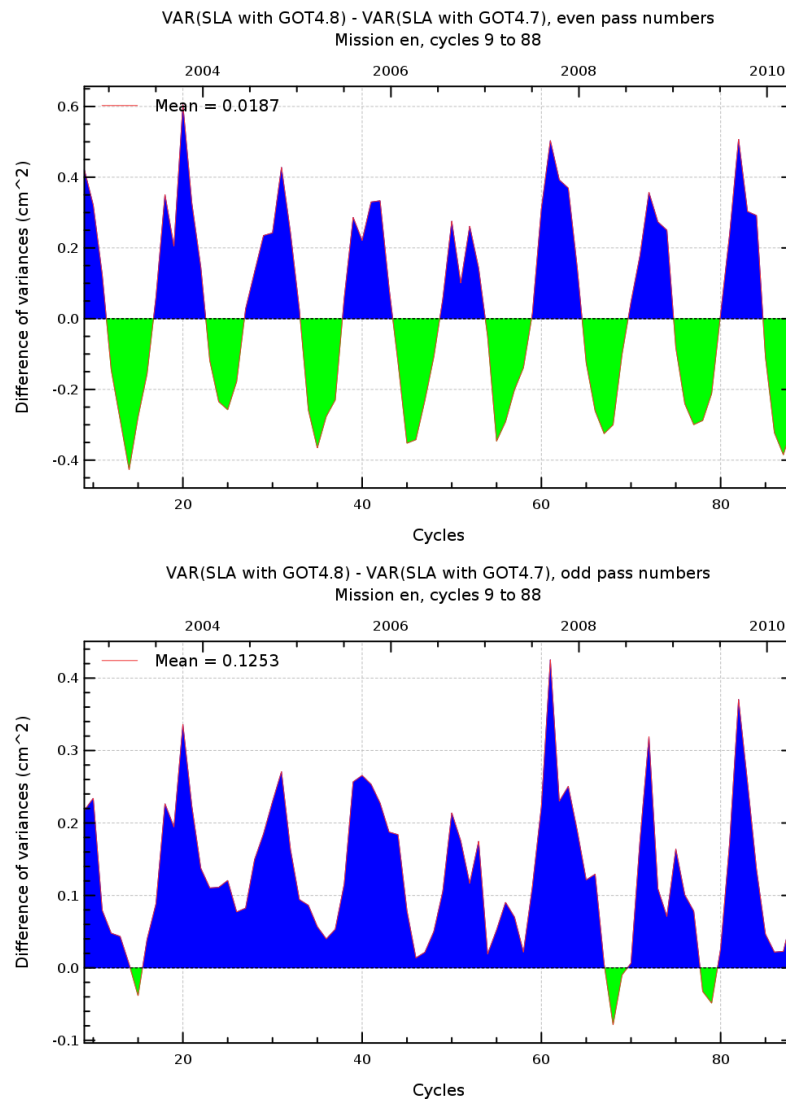 VAR(SLA with GOT4.8) - VAR(SLA with GOT4.7), even pass numbers
Mission en, cycles 9 to 88
2004 2006 2008 2010
Mean = 0.0187
Difference of variances (cm^2)
0.6
0.4
0.2
0.0
-0.2
-0.4
20 40 60 80
Cycles
VAR(SLA with GOT4.8) - VAR(SLA with GOT4.7), odd pass numbers
Mission en, cycles 9 to 88
2004 2006 2008 2010
Mean = 0.1253
Difference of variances (cm^2)
0.4
0.3
0.2
0.1
0.0
-0.1
20 40 60 80
Cycles